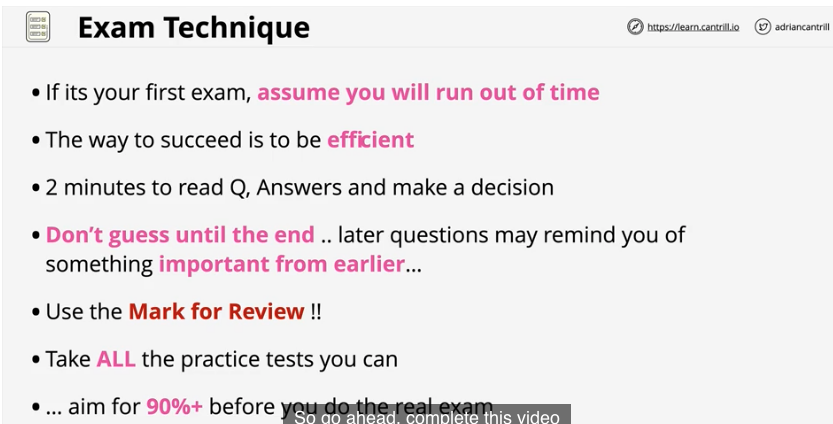 Exam Technique
https://learn.cantrill.io
adriancantrill
• If its your first exam, assume you will run out of time
• The way to succeed is to be efficient
• 2 minutes to read Q, Answers and make a decision
• Don't guess until the end .. later questions may remind you of
something important from earlier...
• Use the Mark for Review !!
• Take ALL the practice tests you can
• ... aim for 90%+ before you do the real exam
So go ahead, complete this video